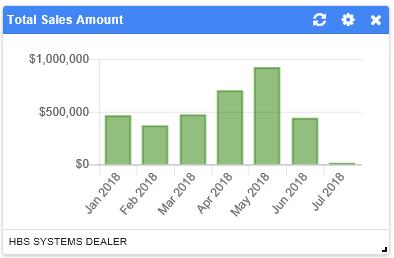 Total Sales Amount
$1,000,000
$500,000
$0
Jan 2018
Feb 2018
Mar 2018
Apr 2018
May 2018
Jun 2018
Jul 2018
HBS SYSTEMS DEALER